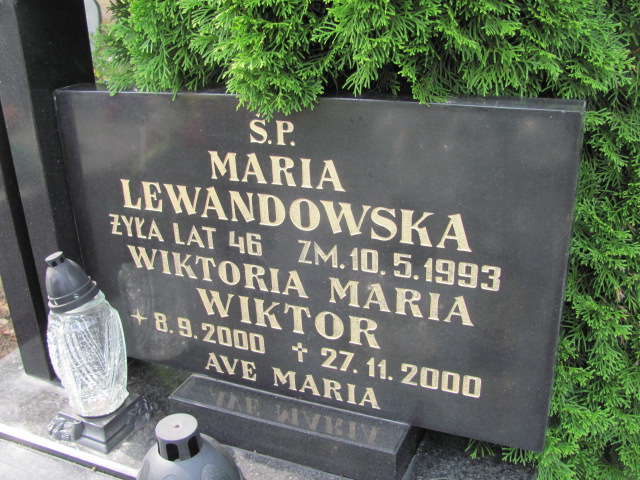 Ś.P.
MARIA
LEWANDOWSKA
ŻYŁA LAT 46 ZM. 10.5.1993
WIKTORIA MARIA
WIKTOR
+ 8.9.2000 † 27.11.2000
AVE MARIA